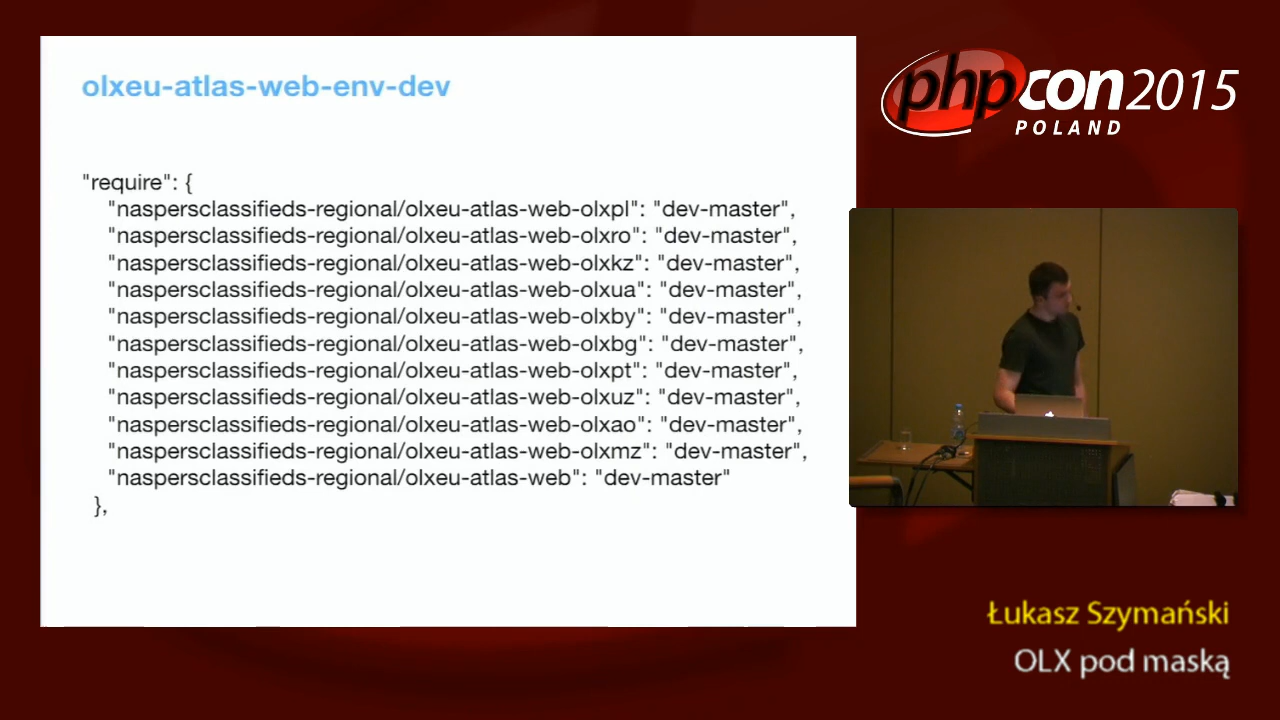 olxeu-atlas-web-env-dev
"require": {
"naspersclassifieds-regional/olxeu-atlas-web-olxpl": "dev-master",
"naspersclassifieds-regional/olxeu-atlas-web-olxro": "dev-master",
"naspersclassifieds-regional/olxeu-atlas-web-olxkz": "dev-master",
"naspersclassifieds-regional/olxeu-atlas-web-olxua": "dev-master",
"naspersclassifieds-regional/olxeu-atlas-web-olxby": "dev-master",
"naspersclassifieds-regional/olxeu-atlas-web-olxbg": "dev-master",
"naspersclassifieds-regional/olxeu-atlas-web-olxpt": "dev-master",
"naspersclassifieds-regional/olxeu-atlas-web-olxuz": "dev-master",
"naspersclassifieds-regional/olxeu-atlas-web-olxao": "dev-master",
"naspersclassifieds-regional/olxeu-atlas-web-olxmz": "dev-master",
"naspersclassifieds-regional/olxeu-atlas-web": "dev-master"
},
phpcon2015
POLAND
Łukasz Szymański
OLX pod maską